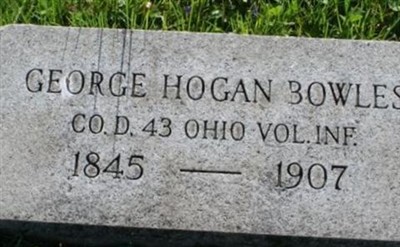 GEORGE HOGAN BOWLES
CO. D. 43 OHIO VOL. INF.
1845 — 1907